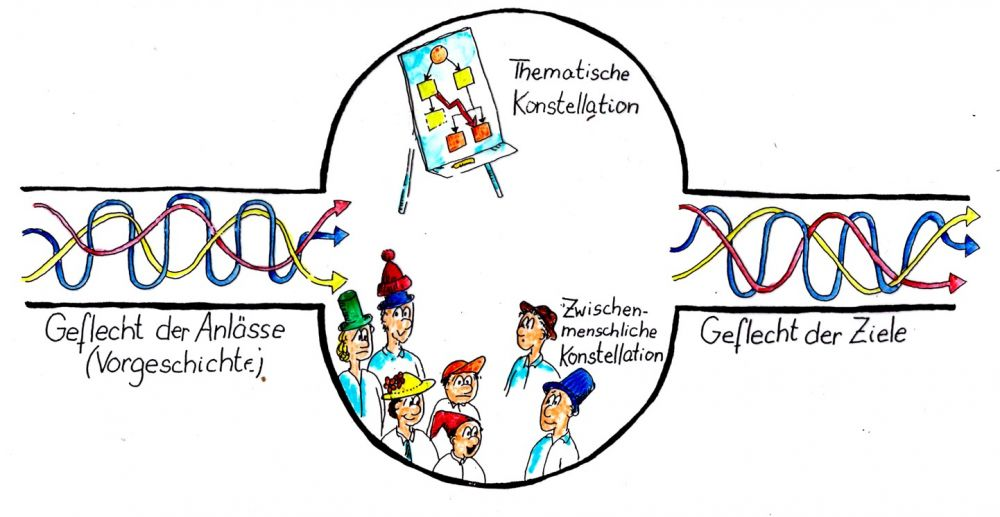 Thematische
Konstellation
Geflecht der Anlässe
(Vorgeschichte)
Zwischen-
menschliche
Konstellation
Geflecht der Ziele